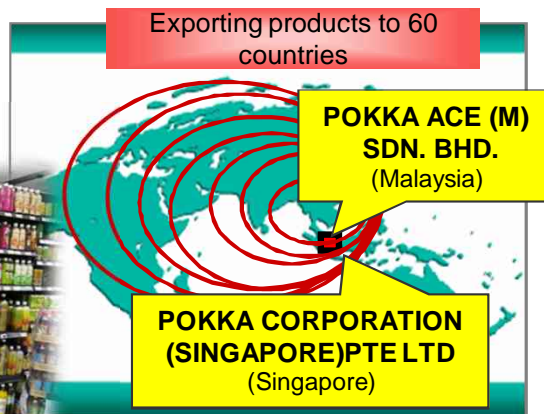 Exporting products to 60
countries
POKKA ACE (M)
SDN. BHD.
(Malaysia)
POKKA CORPORATION
(SINGAPORE)PTE LTD
(Singapore)